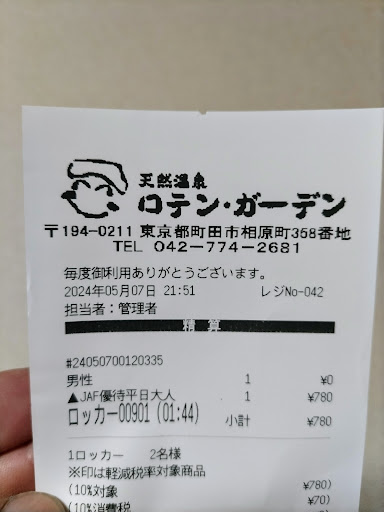 天然温泉
ロテン・ガーデン
〒194-0211 東京都町田市相原町358番地
TEL 042-774-2681
毎度御利用ありがとうございます。
2024年05月07日 21:51 レジNo-042
担当者：管理者
精算
#24050700120335
男性 1 ¥0
▲JAF優待平日大人 1 ¥780
ロッカー00901 (01:44) 小計 ¥780
1ロッカー 2名様
※印は軽減税率対象商品
(10%対象 ¥780)
(10%消費税 ¥70)